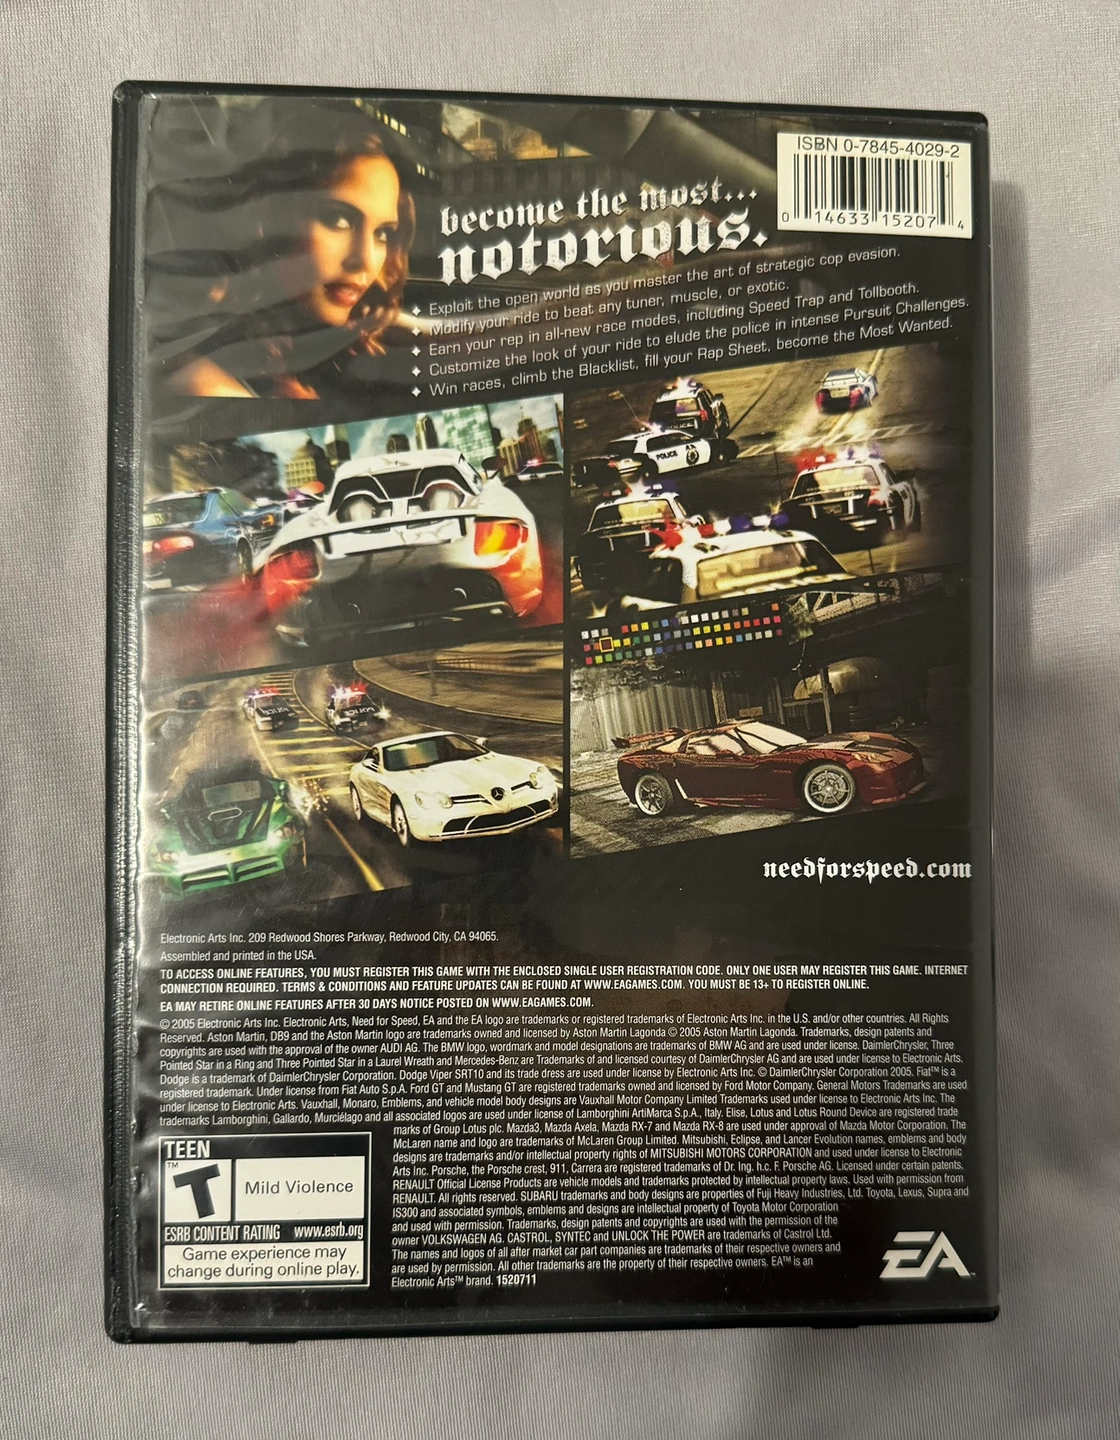 ISBN 0-7845-4029-2
0 14633 15207 4
become the most...
notorious.
Exploit the open world as you master the art of strategic cop evasion.
Modify your ride to beat any tuner, muscle, or exotic.
Earn your rep in all-new race modes, including Speed Trap and Tollbooth.
Customize the look of your ride to elude the police in intense Pursuit Challenges.
Win races, climb the Blacklist, fill your Rap Sheet, become the Most Wanted.
POLICE
needforspeed.com
Electronic Arts Inc. 209 Redwood Shores Parkway, Redwood City, CA 94065.
Assembled and printed in the USA.
TO ACCESS ONLINE FEATURES, YOU MUST REGISTER THIS GAME WITH THE ENCLOSED SINGLE USER REGISTRATION CODE. ONLY ONE USER MAY REGISTER THIS GAME. INTERNET
CONNECTION REQUIRED. TERMS & CONDITIONS AND FEATURE UPDATES CAN BE FOUND AT WWW.EAGAMES.COM. YOU MUST BE 13+ TO REGISTER ONLINE.
EA MAY RETIRE ONLINE FEATURES AFTER 30 DAYS NOTICE POSTED ON WWW.EAGAMES.COM.
© 2005 Electronic Arts Inc. Electronic Arts, Need for Speed, EA and the EA logo are trademarks or registered trademarks of Electronic Arts Inc. in the U.S. and/or other countries. All Rights
Reserved. Aston Martin, DB9 and the Aston Martin logo are trademarks owned and licensed by Aston Martin Lagonda © 2005 Aston Martin Lagonda. Trademarks, design patents and
copyrights are used with the approval of the owner AUDI AG. The BMW logo, wordmark and model designations are trademarks of BMW AG and are used under license. DaimlerChrysler, Three
Pointed Star in a Ring and Three Pointed Star in a Laurel Wreath and Mercedes-Benz are Trademarks of and licensed courtesy of DaimlerChrysler AG and are used under license to Electronic Arts.
Dodge is a trademark of DaimlerChrysler Corporation. Dodge Viper SRT10 and its trade dress are used under license by Electronic Arts Inc. © DaimlerChrysler Corporation 2005. Fiat™ is a
registered trademark. Under license from Fiat Auto S.p.A. Ford GT and Mustang GT are registered trademarks owned and licensed by Ford Motor Company. General Motors Trademarks are used
under license to Electronic Arts. Vauxhall, Monaro, Emblems, and vehicle model body designs are Vauxhall Motor Company Limited Trademarks used under license to Electronic Arts Inc. The
trademarks Lamborghini, Gallardo, Murciélago and all associated logos are used under license of Lamborghini ArtiMarca S.p.A., Italy. Elise, Lotus and Lotus Round Device are registered trade
marks of Group Lotus plc. Mazda3, Mazda Axela, Mazda RX-7 and Mazda RX-8 are used under approval of Mazda Motor Corporation. The
McLaren name and logo are trademarks of McLaren Group Limited. Mitsubishi, Eclipse, and Lancer Evolution names, emblems and body
designs are trademarks and/or intellectual property rights of MITSUBISHI MOTORS CORPORATION and used under license to Electronic
Arts Inc. Porsche, the Porsche crest, 911, Carrera are registered trademarks of Dr. Ing. h.c. F. Porsche AG. Licensed under certain patents.
RENAULT Official License Products are vehicle models and trademarks protected by intellectual property laws. Used with permission from
RENAULT. All rights reserved. SUBARU trademarks and body designs are properties of Fuji Heavy Industries, Ltd. Toyota, Lexus, Supra and
IS300 and associated symbols, emblems and designs are intellectual property of Toyota Motor Corporation
and used with permission. Trademarks, design patents and copyrights are used with the permission of the
owner VOLKSWAGEN AG. CASTROL, SYNTEC and UNLOCK THE POWER are trademarks of Castrol Ltd.
The names and logos of all after market car part companies are trademarks of their respective owners and
are used by permission. All other trademarks are the property of their respective owners. EA™ is an
Electronic Arts™ brand. 1520711
TEEN
T™
Mild Violence
ESRB CONTENT RATING www.esrb.org
Game experience may
change during online play.
EA™